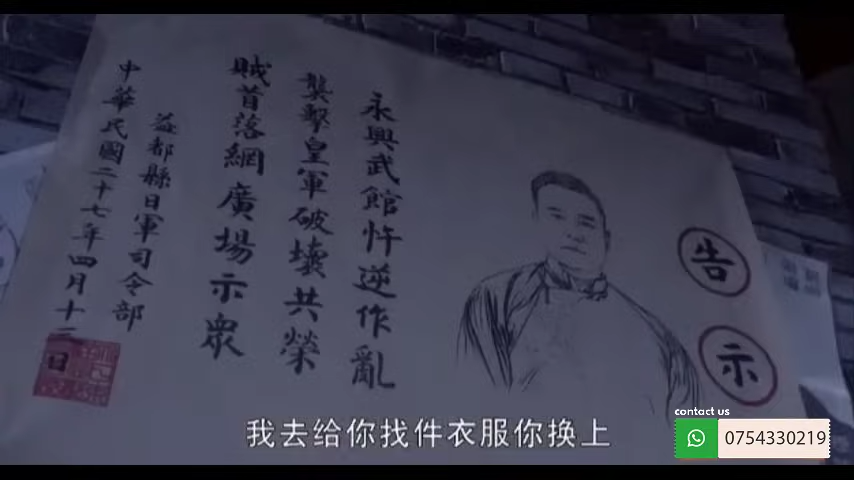 告示
永興武館忤逆作亂
襲擊皇軍破壞共榮
賊首落網廣場示眾
益都縣日軍司令部
中華民國二十七年四月十二日
我去给你找件衣服你换上
contact us
0754330219